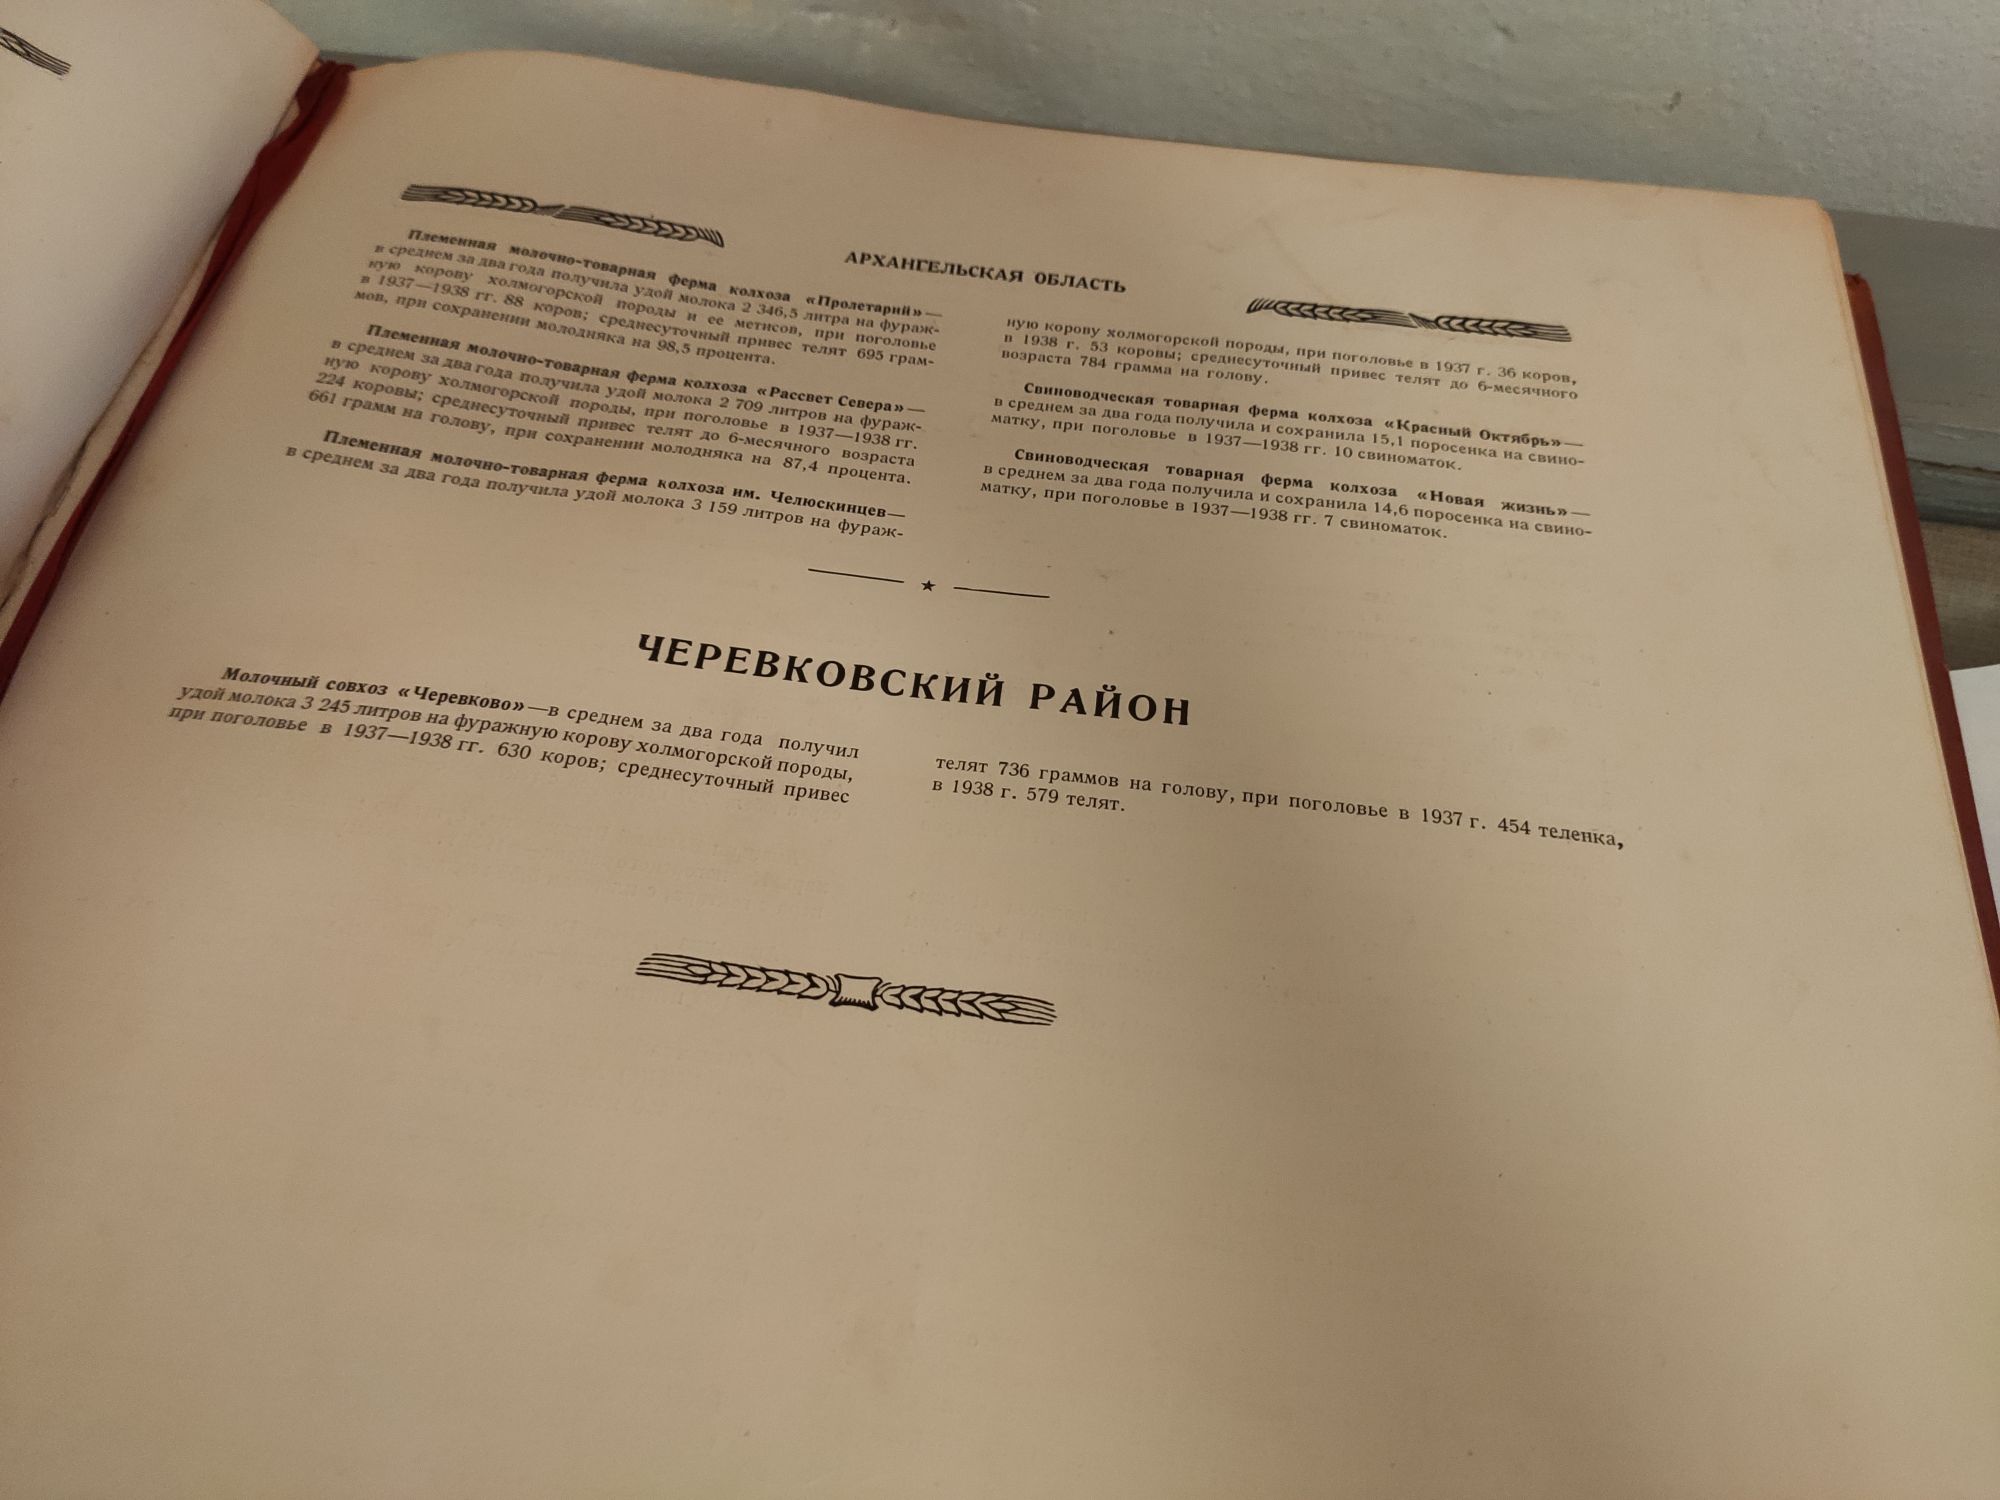 АРХАНГЕЛЬСКАЯ ОБЛАСТЬ
Племенная молочно-товарная ферма колхоза «Пролетарий»—
в среднем за два года получила удой молока 2 346,5 литра на фураж-
ную корову холмогорской породы и ее метисов, при поголовье
в 1937—1938 гг. 88 коров; среднесуточный привес телят 695 грам-
мов, при сохранении молодняка на 98,5 процента.
Племенная молочно-товарная ферма колхоза «Рассвет Севера»—
в среднем за два года получила удой молока 2 709 литров на фураж-
ную корову холмогорской породы, при поголовье в 1937—1938 гг.
224 коровы; среднесуточный привес телят до 6-месячного возраста
661 грамм на голову, при сохранении молодняка на 87,4 процента.
Племенная молочно-товарная ферма колхоза им. Челюскинцев—
в среднем за два года получила удой молока 3 159 литров на фураж-
ную корову холмогорской породы, при поголовье в 1937 г. 36 коров,
в 1938 г. 53 коровы; среднесуточный привес телят до 6-месячного
возраста 784 грамма на голову.
Свиноводческая товарная ферма колхоза «Красный Октябрь»—
в среднем за два года получила и сохранила 15,1 поросенка на свино-
матку, при поголовье в 1937—1938 гг. 10 свиноматок.
Свиноводческая товарная ферма колхоза «Новая жизнь»—
в среднем за два года получила и сохранила 14,6 поросенка на свино-
матку, при поголовье в 1937—1938 гг. 7 свиноматок.
ЧЕРЕВКОВСКИЙ РАЙОН
Молочный совхоз «Черевково»—в среднем за два года получил
удой молока 3 245 литров на фуражную корову холмогорской породы,
при поголовье в 1937—1938 гг. 630 коров; среднесуточный привес
телят 736 граммов на голову, при поголовье в 1937 г. 454 теленка,
в 1938 г. 579 телят.